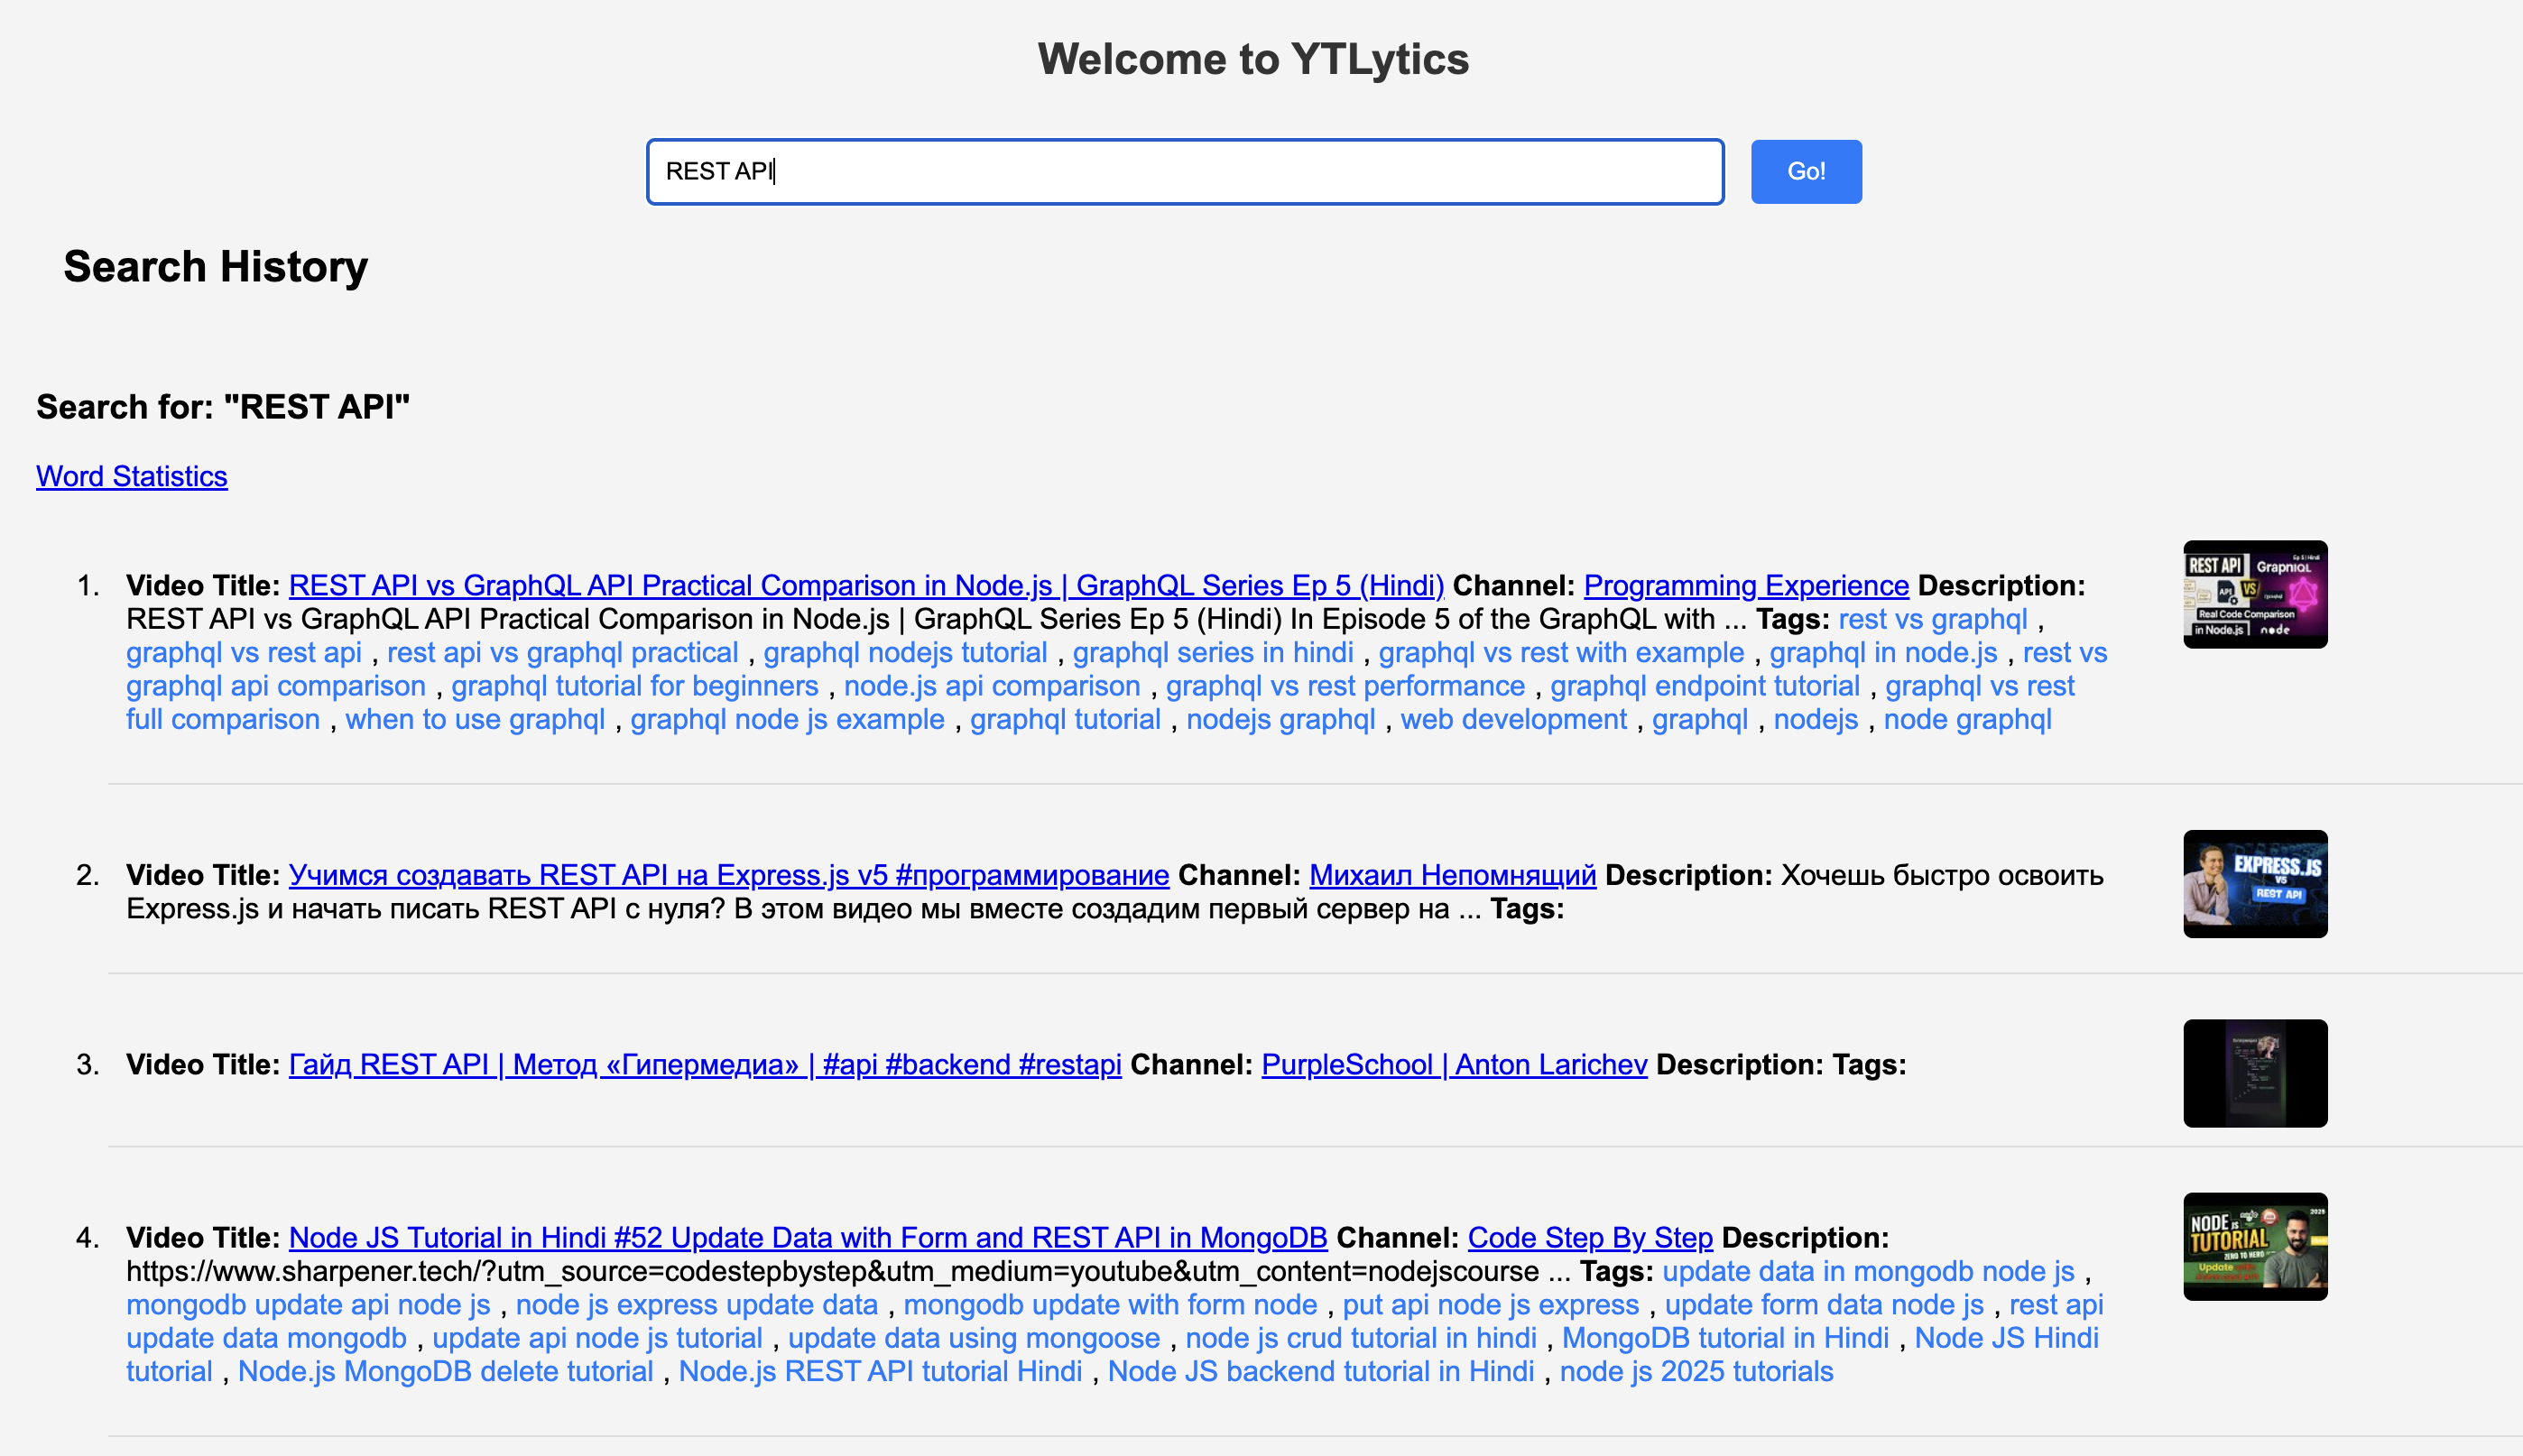 Welcome to YTLytics
REST API
Go!
Search History
Search for: "REST API"
Word Statistics
1. Video Title: REST API vs GraphQL API Practical Comparison in Node.js | GraphQL Series Ep 5 (Hindi) Channel: Programming Experience Description:
REST API vs GraphQL API Practical Comparison in Node.js | GraphQL Series Ep 5 (Hindi) In Episode 5 of the GraphQL with ... Tags: rest vs graphql ,
graphql vs rest api , rest api vs graphql practical , graphql nodejs tutorial , graphql series in hindi , graphql vs rest with example , graphql in node.js , rest vs
graphql api comparison , graphql tutorial for beginners , node.js api comparison , graphql vs rest performance , graphql endpoint tutorial , graphql vs rest
full comparison , when to use graphql , graphql node js example , graphql tutorial , nodejs graphql , web development , graphql , nodejs , node graphql
Ep 5 | Hindi
REST API GraphQL
API VS
Real Code Comparison
in Node.js node
2. Video Title: Учимся создавать REST API на Express.js v5 #программирование Channel: Михаил Непомнящий Description: Хочешь быстро освоить
Express.js и начать писать REST API с нуля? В этом видео мы вместе создадим первый сервер на ... Tags:
EXPRESS.JS
VS
REST API
3. Video Title: Гайд REST API | Метод «Гипермедиа» | #api #backend #restapi Channel: PurpleSchool | Anton Larichev Description: Tags:
4. Video Title: Node JS Tutorial in Hindi #52 Update Data with Form and REST API in MongoDB Channel: Code Step By Step Description:
https://www.sharpener.tech/?utm_source=codestepbystep&utm_medium=youtube&utm_content=nodejscourse ... Tags: update data in mongodb node js ,
mongodb update api node js , node js express update data , mongodb update with form node , put api node js express , update form data node js , rest api
update data mongodb , update api node js tutorial , update data using mongoose , node js crud tutorial in hindi , MongoDB tutorial in Hindi , Node JS Hindi
tutorial , Node.js MongoDB delete tutorial , Node.js REST API tutorial Hindi , Node JS backend tutorial in Hindi , node js 2025 tutorials
2025
NODE JS
TUTORIAL
ZERO TO HERO
Update